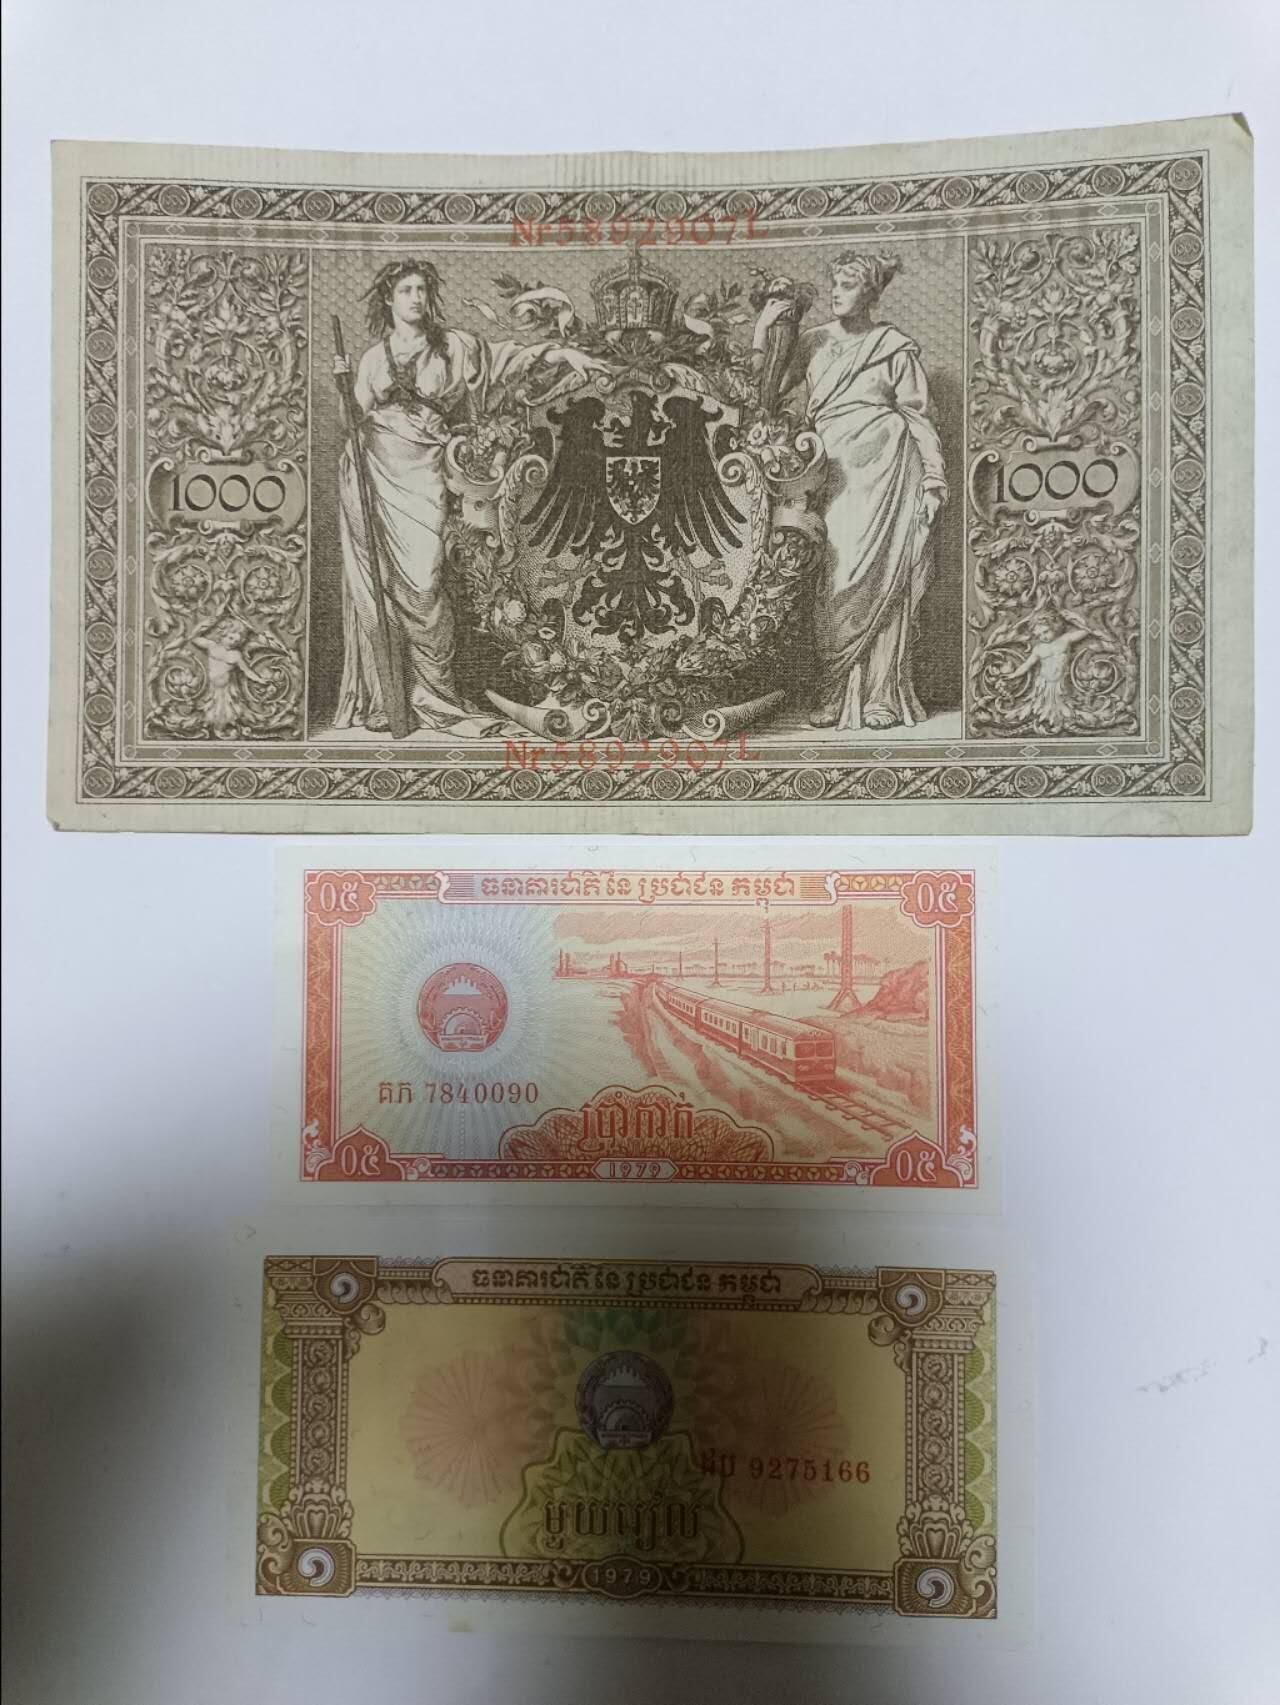 Nr5892907L
1000 1000
Nr5892907L
០.៥ ធនាគារជាតិនៃប្រជាជនកម្ពុជា ០.៥
គភ 7840090
ប្រាំកាក់
០.៥ 1979 ០.៥
១ ធនាគារជាតិនៃប្រជាជនកម្ពុជា ១
9275166
មួយរៀល
១ 1979 ១